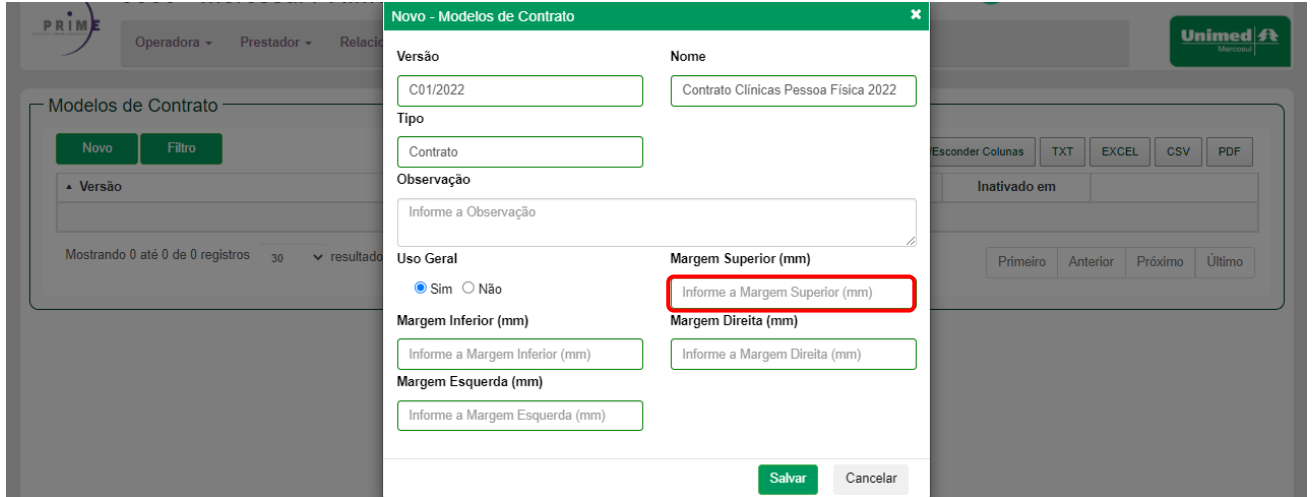 Novo - Modelos de Contrato ✖
PRIME
Operadora Prestador
Unimed
Mercosul
Versão Nome
C01/2022 Contrato Clínicas Pessoa Física 2022
Modelos de Contrato
Tipo
Novo Filtro Contrato /Esconder Colunas TXT EXCEL CSV PDF
Observação
Versão Inativado em
Informe a Observação
Mostrando 0 até 0 de 0 registros 30 resultado Primeiro Anterior Próximo Último
Uso Geral Margem Superior (mm)
Sim Não Informe a Margem Superior (mm)
Margem Inferior (mm) Margem Direita (mm)
Informe a Margem Inferior (mm) Informe a Margem Direita (mm)
Margem Esquerda (mm)
Informe a Margem Esquerda (mm)
Salvar Cancelar